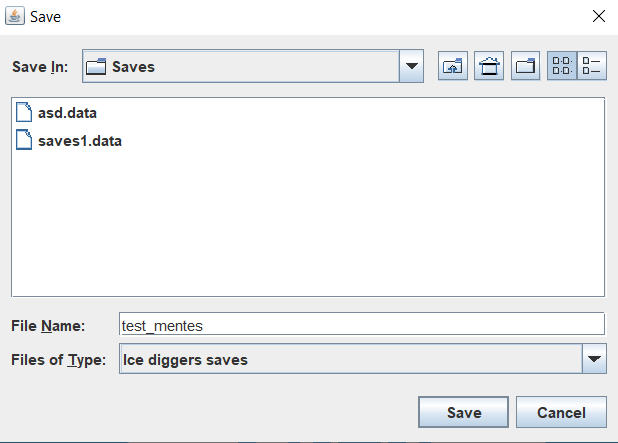 Save
Save In: Saves
asd.data
saves1.data
File Name: test_mentes
Files of Type: Ice diggers saves
Save Cancel